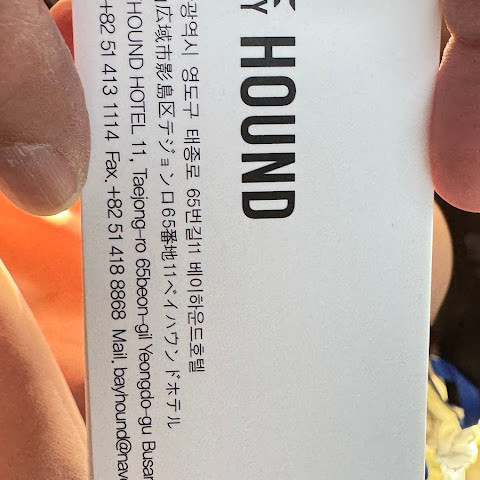 Y HOUND
광역시 영도구 태종로 65번길11 베이하운드호텔
広域市影島区テジョンロ65番地11ベイハウンドホテル
HOUND HOTEL 11, Taejong-ro 65beon-gil Yeongdo-gu Busan
+82 51 413 1114 Fax. +82 51 418 8868 Mail. bayhound@nav